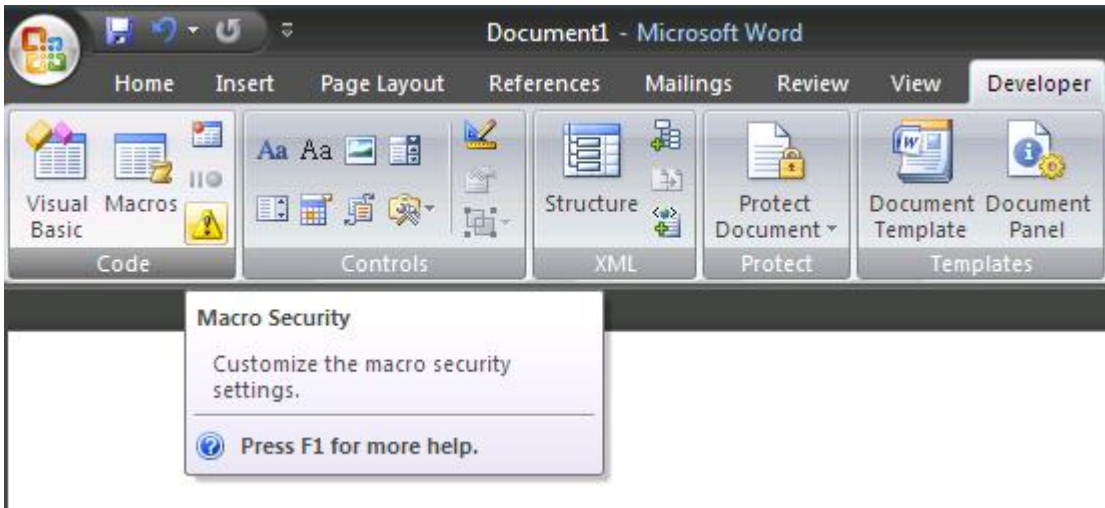 Document1 - Microsoft Word
Home Insert Page Layout References Mailings Review View Developer
Aa Aa
Visual Basic
Macros
Structure
Protect Document
Document Template
Document Panel
Code Controls XML Protect Templates
Macro Security
Customize the macro security
settings.
Press F1 for more help.